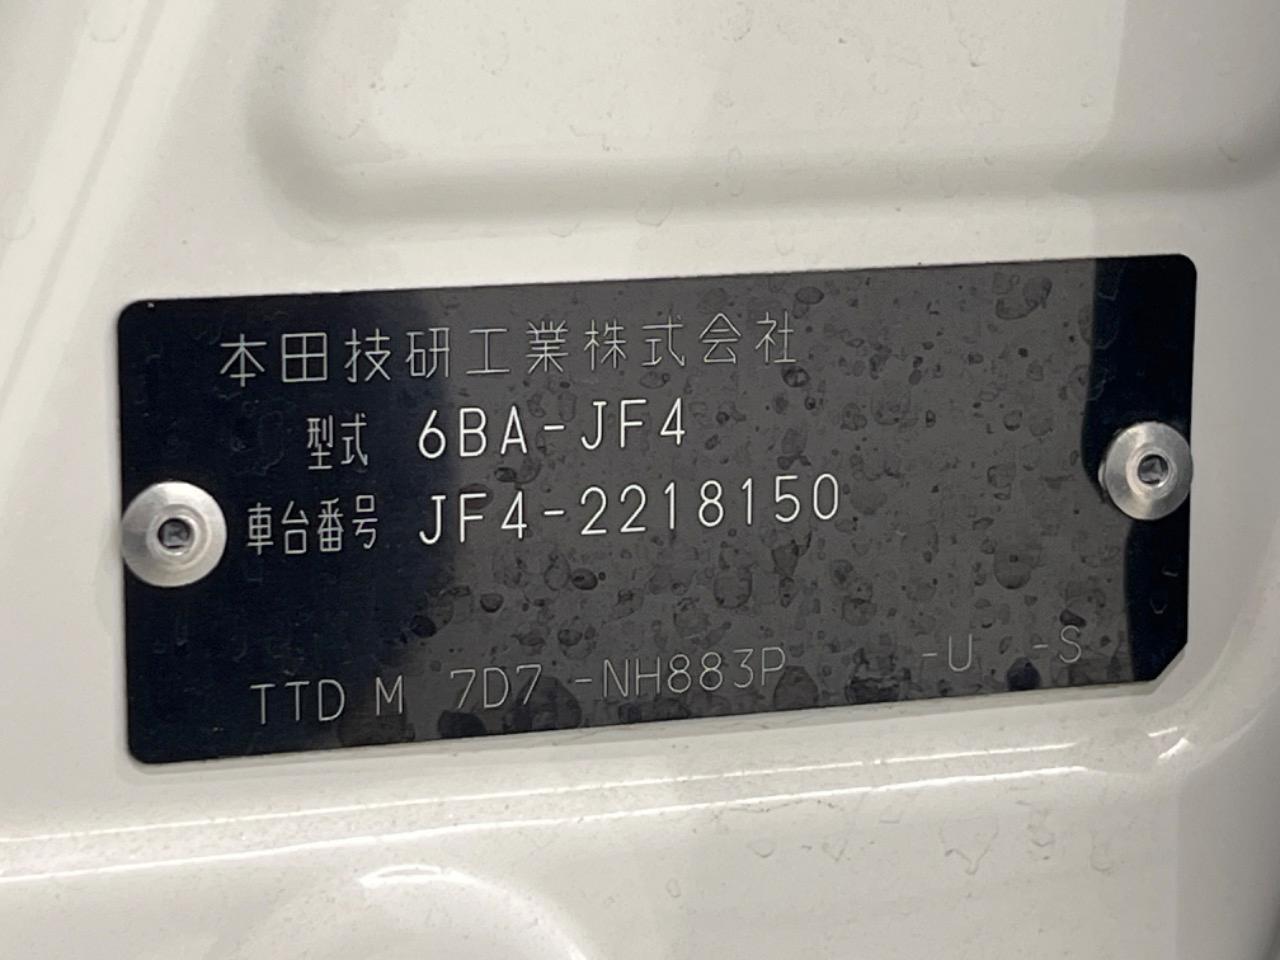 本田技研工業株式会社
型式 6BA-JF4
車台番号 JF4-2218150
TTD M 7D7 -NH883P -U -S